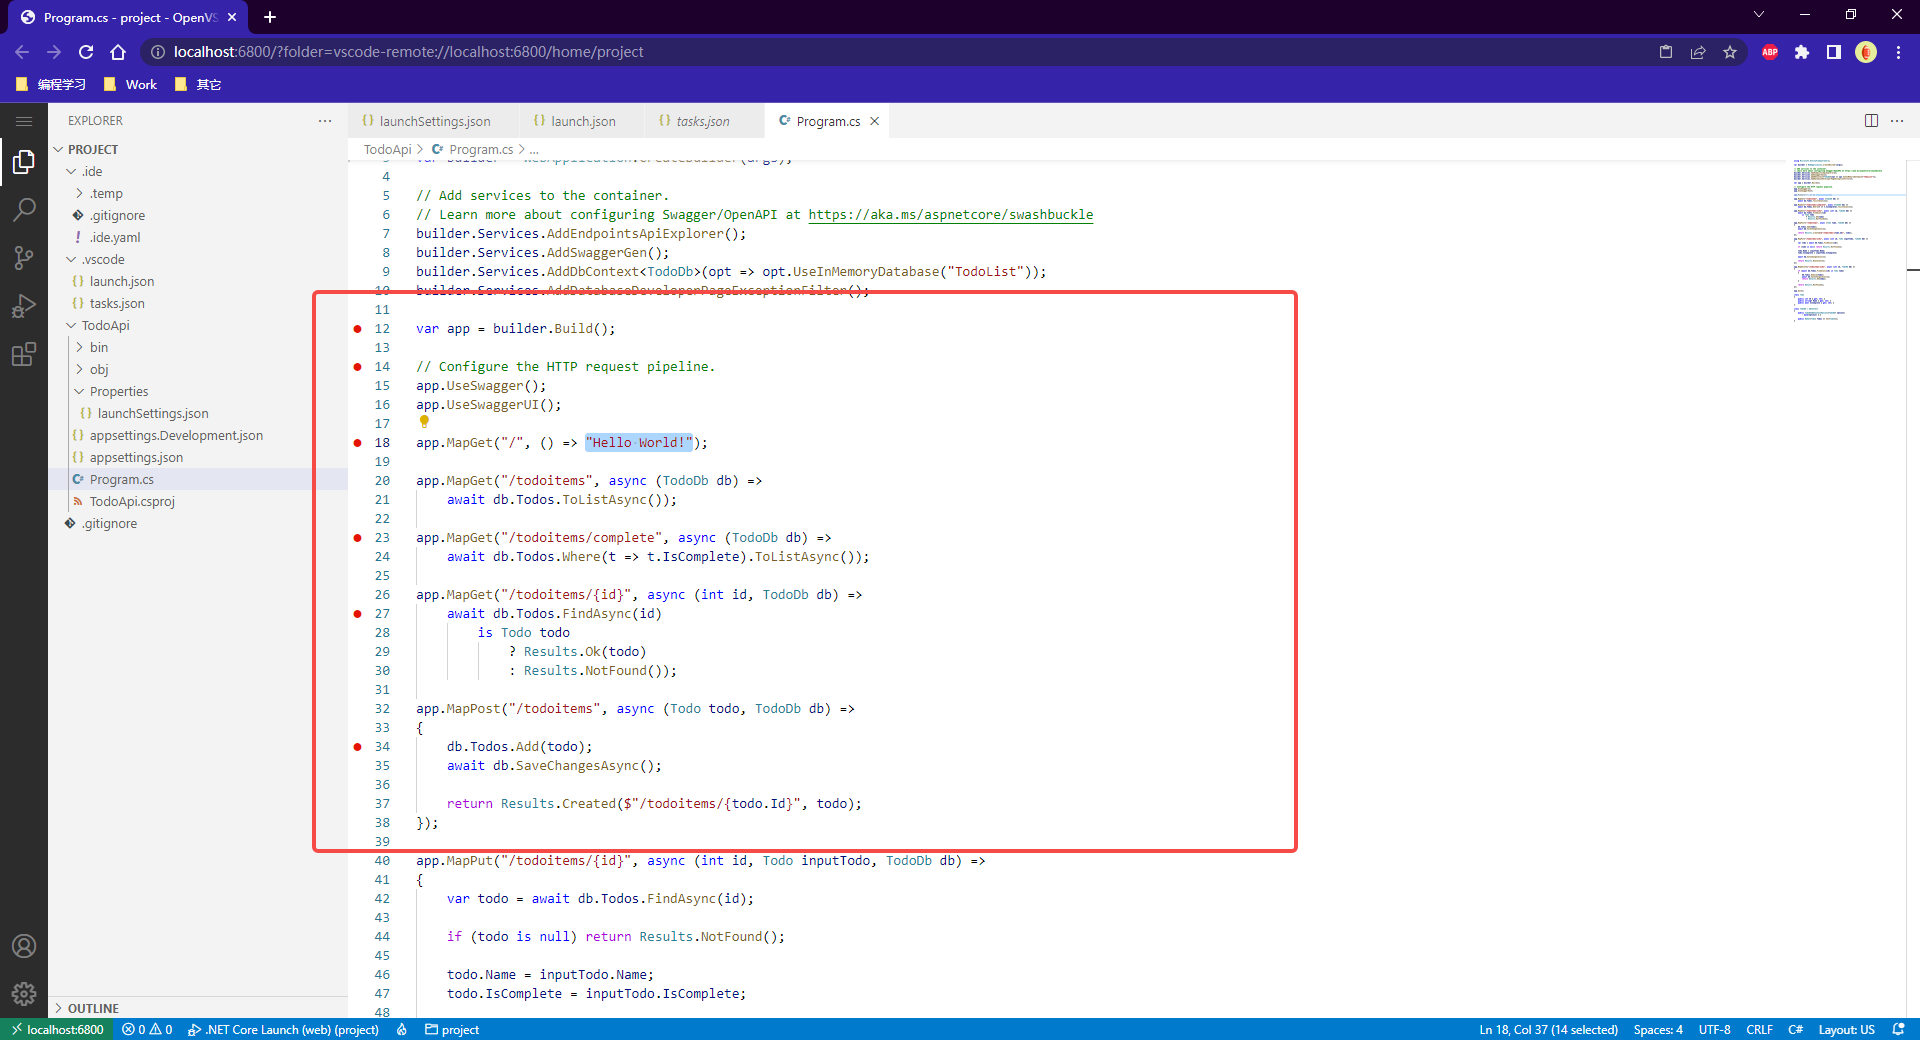 Program.cs - project - OpenVS
localhost:6800/?folder=vscode-remote://localhost:6800/home/project
ABP
编程学习 Work 其它
EXPLORER
launchSettings.json launch.json tasks.json Program.cs
TodoApi > Program.cs > ...
PROJECT
.ide
.temp
.gitignore
.ide.yaml
.vscode
launch.json
tasks.json
TodoApi
bin
obj
Properties
launchSettings.json
appsettings.Development.json
appsettings.json
Program.cs
TodoApi.csproj
.gitignore
OUTLINE
3 var builder = WebApplication.CreateBuilder(args);
4
5 // Add services to the container.
6 // Learn more about configuring Swagger/OpenAPI at https://aka.ms/aspnetcore/swashbuckle
7 builder.Services.AddEndpointsApiExplorer();
8 builder.Services.AddSwaggerGen();
9 builder.Services.AddDbContext<TodoDb>(opt => opt.UseInMemoryDatabase("TodoList"));
10 builder.Services.AddDatabaseDeveloperPageExceptionFilter();
11
12 var app = builder.Build();
13
14 // Configure the HTTP request pipeline.
15 app.UseSwagger();
16 app.UseSwaggerUI();
17
18 app.MapGet("/", () => "Hello World!");
19
20 app.MapGet("/todoitems", async (TodoDb db) =>
21 await db.Todos.ToListAsync());
22
23 app.MapGet("/todoitems/complete", async (TodoDb db) =>
24 await db.Todos.Where(t => t.IsComplete).ToListAsync());
25
26 app.MapGet("/todoitems/{id}", async (int id, TodoDb db) =>
27 await db.Todos.FindAsync(id)
28 is Todo todo
29 ? Results.Ok(todo)
30 : Results.NotFound());
31
32 app.MapPost("/todoitems", async (Todo todo, TodoDb db) =>
33 {
34 db.Todos.Add(todo);
35 await db.SaveChangesAsync();
36
37 return Results.Created($"/todoitems/{todo.Id}", todo);
38 });
39
40 app.MapPut("/todoitems/{id}", async (int id, Todo inputTodo, TodoDb db) =>
41 {
42 var todo = await db.Todos.FindAsync(id);
43
44 if (todo is null) return Results.NotFound();
45
46 todo.Name = inputTodo.Name;
47 todo.IsComplete = inputTodo.IsComplete;
48
localhost:6800 0 0 .NET Core Launch (web) (project) project Ln 18, Col 37 (14 selected) Spaces: 4 UTF-8 CRLF C# Layout: US